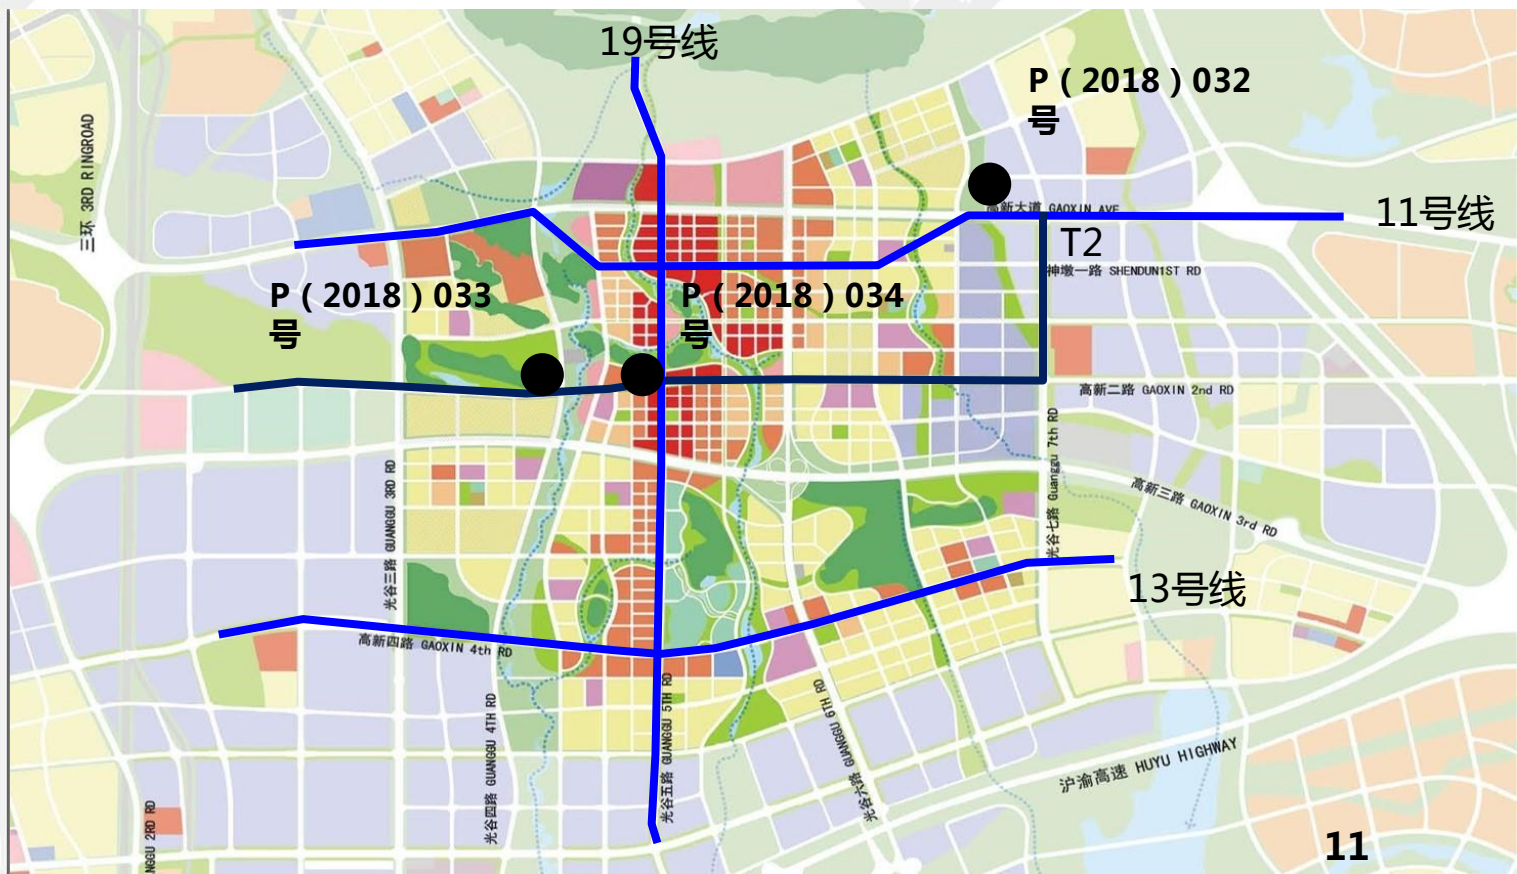 19号线
P（2018）032
号
三环 3RD RINGROAD
高新大道 GAOXIN AVE
11号线
T2
神墩一路 SHENDUN1ST RD
P（2018）033
号
P（2018）034
号
高新二路 GAOXIN 2nd RD
光谷三路 GUANGGU 3RD RD
光谷七路 Guanggu 7th RD
高新三路 GAOXIN 3rd RD
13号线
高新四路 GAOXIN 4th RD
光谷四路 GUANGGU 4TH RD
光谷五路 GUANGGU 5TH RD
光谷六路 GUANGGU 6TH RD
沪渝高速 HUYU HIGHWAY
NGGU 2RD RD
11